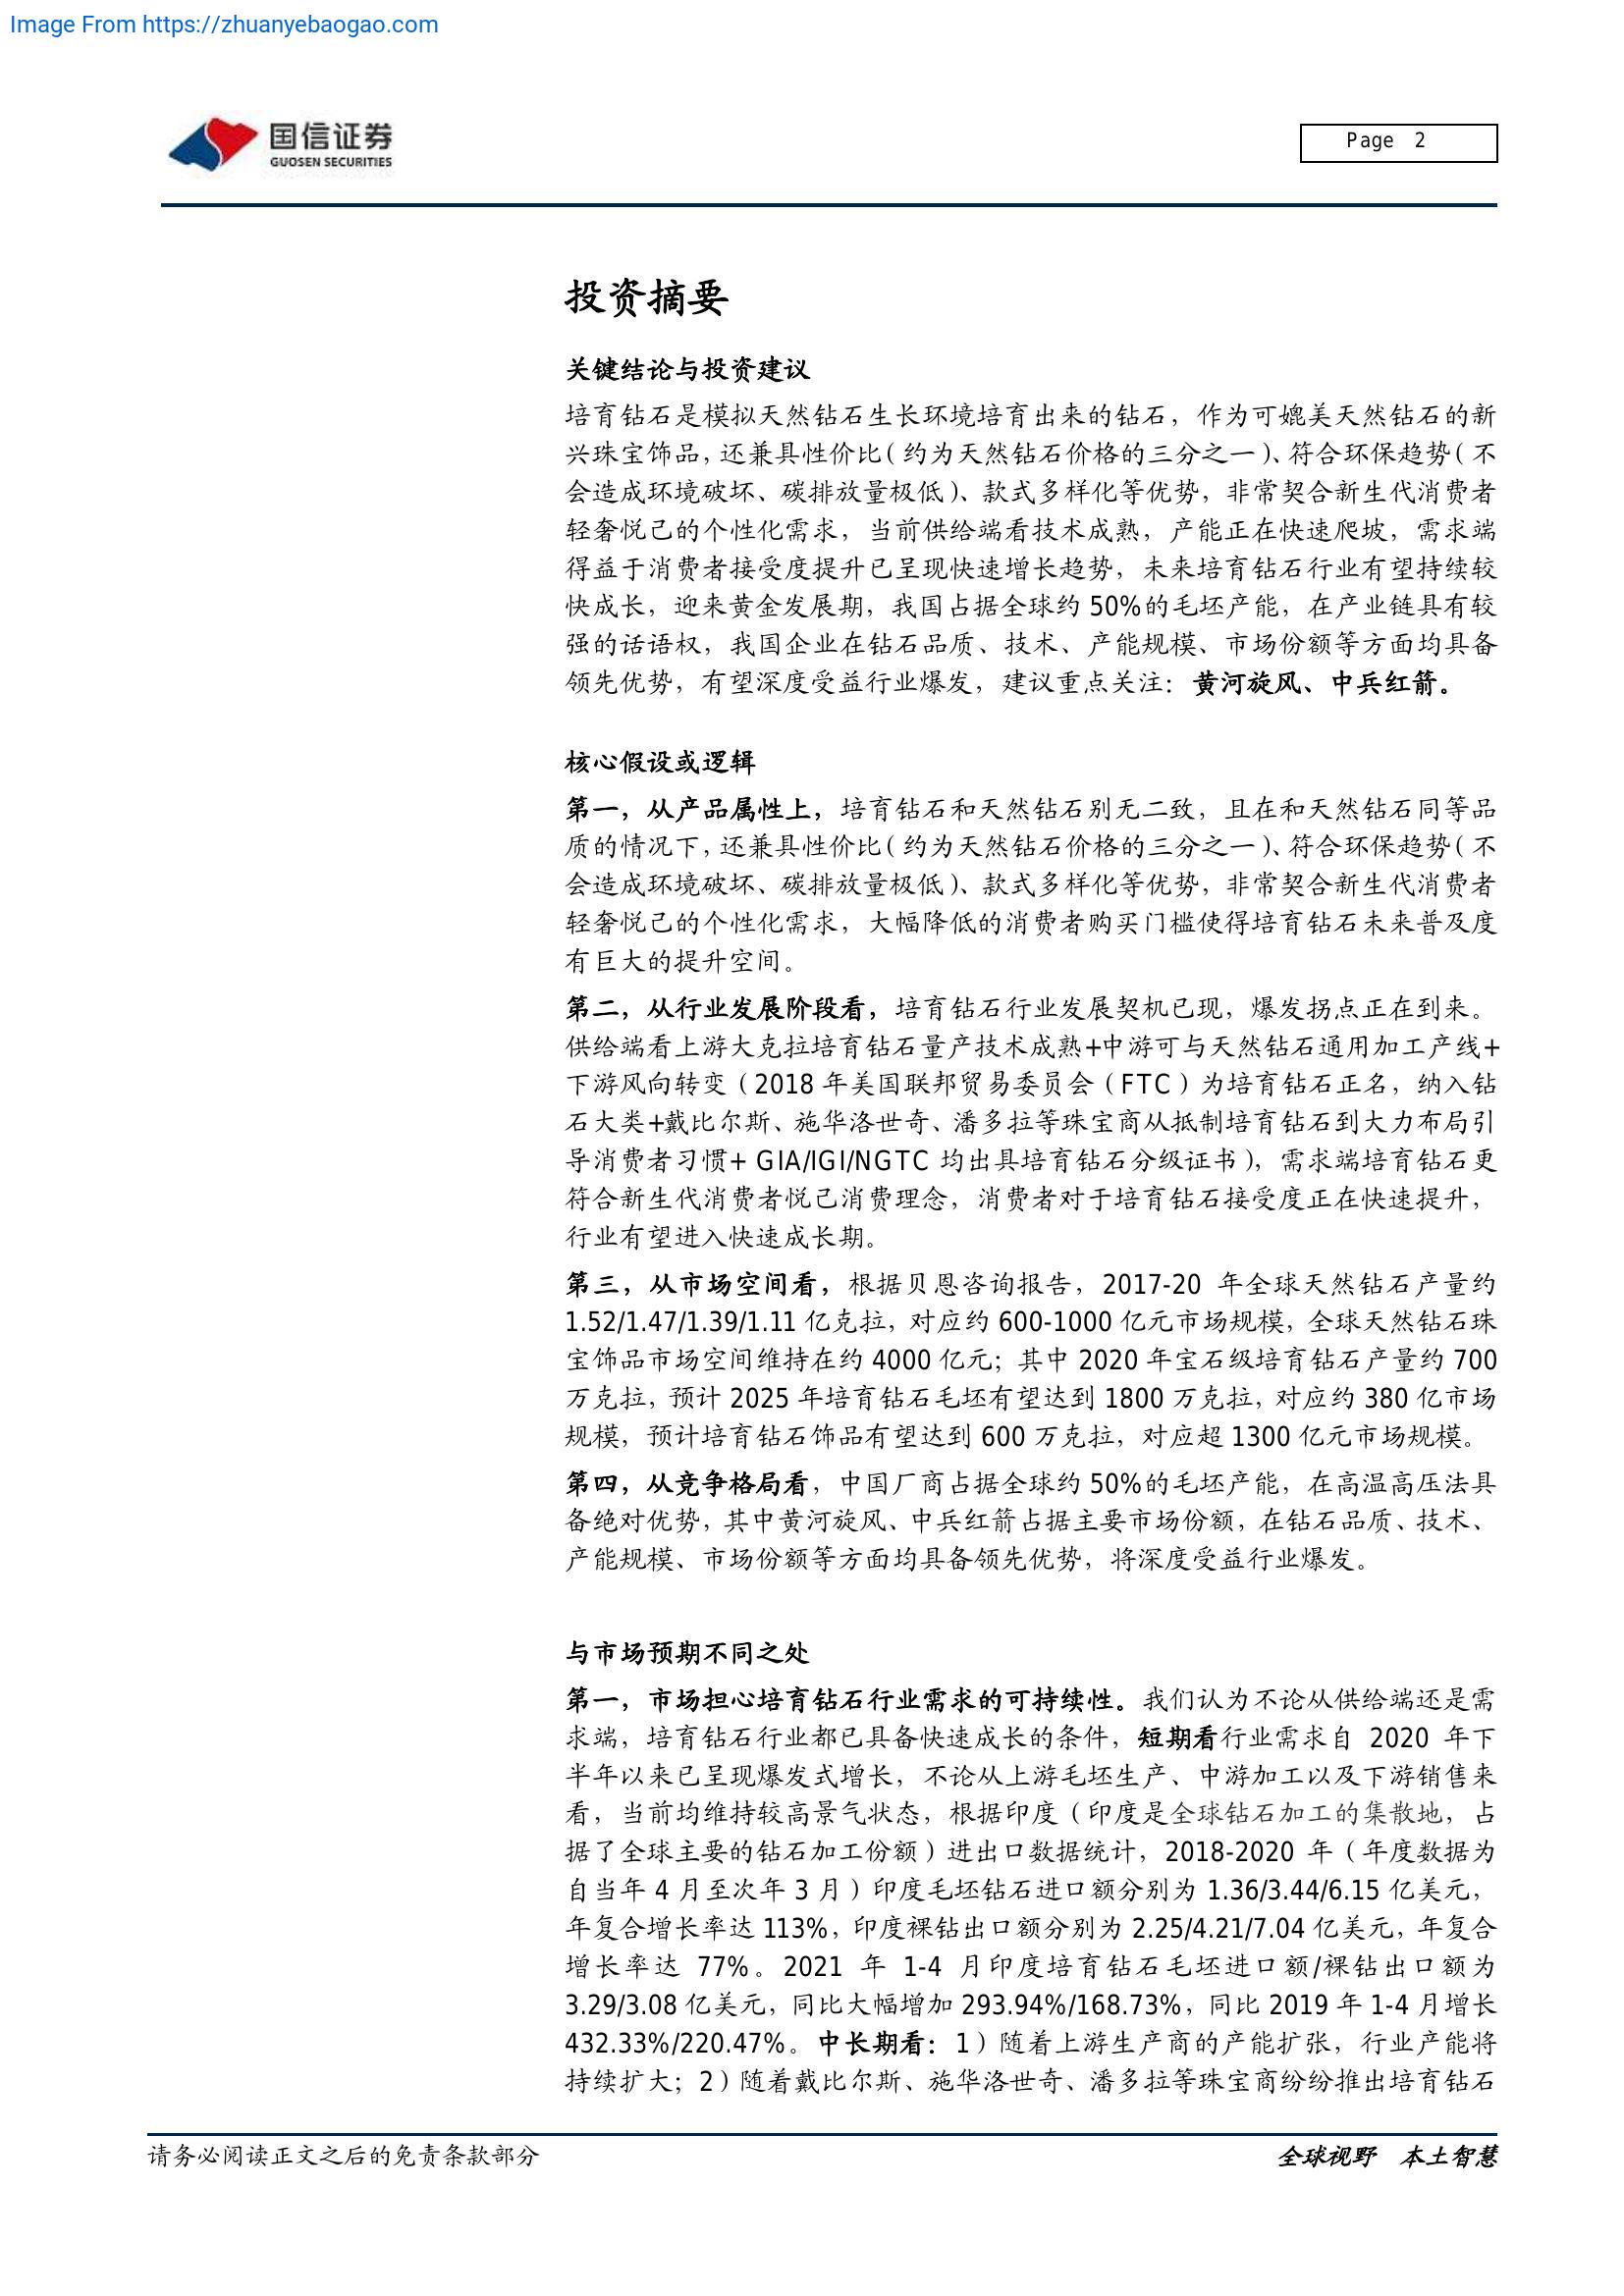 Image From https://zhuanyebaogao.com
国信证券
GUOSEN SECURITIES
Page 2
投资摘要
关键结论与投资建议
培育钻石是模拟天然钻石生长环境培育出来的钻石，作为可媲美天然钻石的新
兴珠宝饰品，还兼具性价比（约为天然钻石价格的三分之一）、符合环保趋势（不
会造成环境破坏、碳排放量极低）、款式多样化等优势，非常契合新生代消费者
轻奢悦己的个性化需求，当前供给端看技术成熟，产能正在快速爬坡，需求端
得益于消费者接受度提升已呈现快速增长趋势，未来培育钻石行业有望持续较
快成长，迎来黄金发展期，我国占据全球约 50%的毛坯产能，在产业链具有较
强的话语权，我国企业在钻石品质、技术、产能规模、市场份额等方面均具备
领先优势，有望深度受益行业爆发，建议重点关注：黄河旋风、中兵红箭。
核心假设或逻辑
第一，从产品属性上，培育钻石和天然钻石别无二致，且在和天然钻石同等品
质的情况下，还兼具性价比（约为天然钻石价格的三分之一）、符合环保趋势（不
会造成环境破坏、碳排放量极低）、款式多样化等优势，非常契合新生代消费者
轻奢悦己的个性化需求，大幅降低的消费者购买门槛使得培育钻石未来普及度
有巨大的提升空间。
第二，从行业发展阶段看，培育钻石行业发展契机已现，爆发拐点正在到来。
供给端看上游大克拉培育钻石量产技术成熟+中游可与天然钻石通用加工产线+
下游风向转变（2018 年美国联邦贸易委员会（FTC）为培育钻石正名，纳入钻
石大类+戴比尔斯、施华洛世奇、潘多拉等珠宝商从抵制培育钻石到大力布局引
导消费者习惯+ GIA/IGI/NGTC 均出具培育钻石分级证书），需求端培育钻石更
符合新生代消费者悦己消费理念，消费者对于培育钻石接受度正在快速提升，
行业有望进入快速成长期。
第三，从市场空间看，根据贝恩咨询报告，2017-20 年全球天然钻石产量约
1.52/1.47/1.39/1.11 亿克拉，对应约 600-1000 亿元市场规模，全球天然钻石珠
宝饰品市场空间维持在约 4000 亿元；其中 2020 年宝石级培育钻石产量约 700
万克拉，预计 2025 年培育钻石毛坯有望达到 1800 万克拉，对应约 380 亿市场
规模，预计培育钻石饰品有望达到 600 万克拉，对应超 1300 亿元市场规模。
第四，从竞争格局看，中国厂商占据全球约 50%的毛坯产能，在高温高压法具
备绝对优势，其中黄河旋风、中兵红箭占据主要市场份额，在钻石品质、技术、
产能规模、市场份额等方面均具备领先优势，将深度受益行业爆发。
与市场预期不同之处
第一，市场担心培育钻石行业需求的可持续性。我们认为不论从供给端还是需
求端，培育钻石行业都已具备快速成长的条件，短期看行业需求自 2020 年下
半年以来已呈现爆发式增长，不论从上游毛坯生产、中游加工以及下游销售来
看，当前均维持较高景气状态，根据印度（印度是全球钻石加工的集散地，占
据了全球主要的钻石加工份额）进出口数据统计，2018-2020 年（年度数据为
自当年 4 月至次年 3 月）印度毛坯钻石进口额分别为 1.36/3.44/6.15 亿美元，
年复合增长率达 113%，印度裸钻出口额分别为 2.25/4.21/7.04 亿美元，年复合
增长率达 77%。2021 年 1-4 月印度培育钻石毛坯进口额/裸钻出口额为
3.29/3.08 亿美元，同比大幅增加 293.94%/168.73%，同比 2019 年 1-4 月增长
432.33%/220.47%。中长期看：1）随着上游生产商的产能扩张，行业产能将
持续扩大；2）随着戴比尔斯、施华洛世奇、潘多拉等珠宝商纷纷推出培育钻石
请务必阅读正文之后的免责条款部分
全球视野 本土智慧